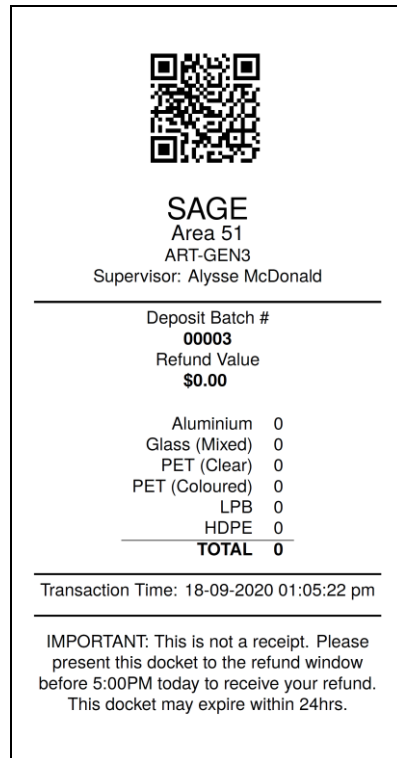 SAGE
Area 51
ART-GEN3
Supervisor: Alysse McDonald
Deposit Batch #
00003
Refund Value
$0.00
Aluminium 0
Glass (Mixed) 0
PET (Clear) 0
PET (Coloured) 0
LPB 0
HDPE 0
TOTAL 0
Transaction Time: 18-09-2020 01:05:22 pm
IMPORTANT: This is not a receipt. Please
present this docket to the refund window
before 5:00PM today to receive your refund.
This docket may expire within 24hrs.